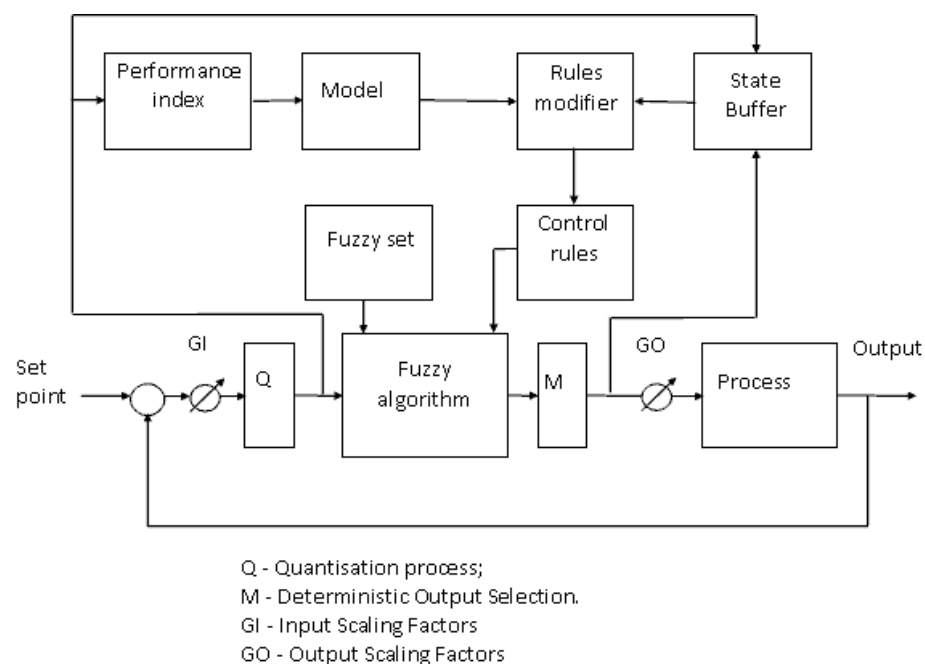 Performance
index
Model
Rules
modifier
State
Buffer
Fuzzy set
Control
rules
Set
point
GI
Q
Fuzzy
algorithm
M
GO
Process
Output
Q - Quantisation process;
M - Deterministic Output Selection.
GI - Input Scaling Factors
GO - Output Scaling Factors